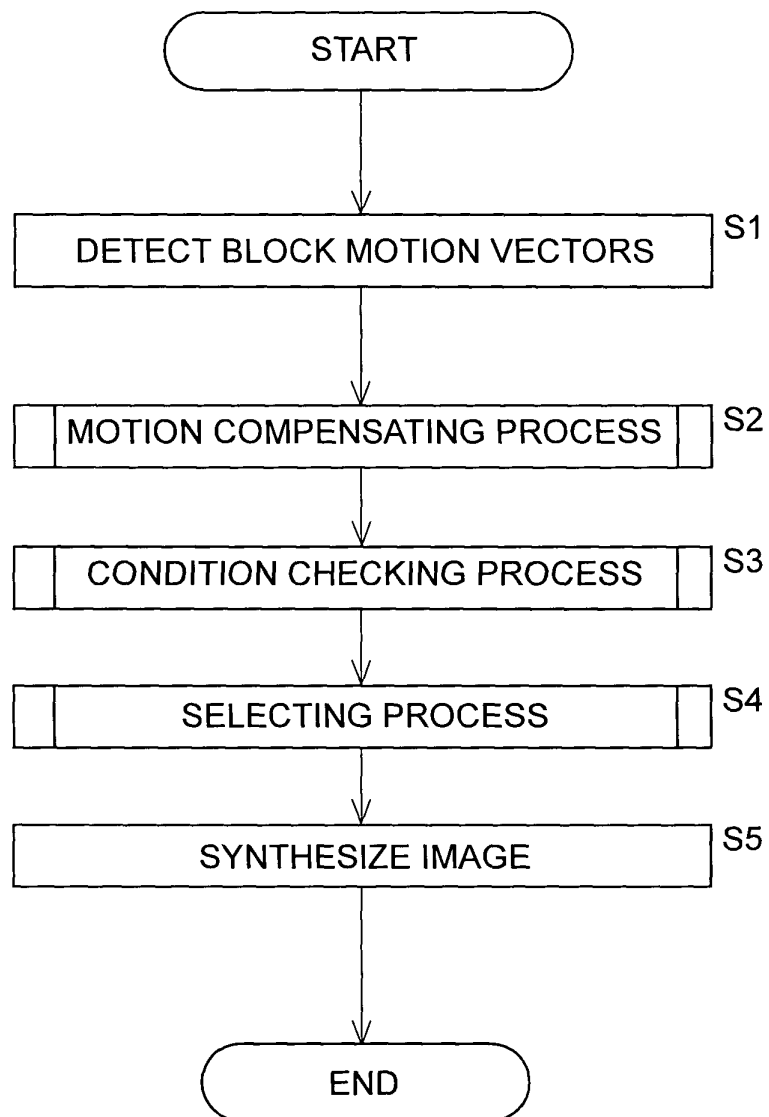 START
DETECT BLOCK MOTION VECTORS S1
MOTION COMPENSATING PROCESS S2
CONDITION CHECKING PROCESS S3
SELECTING PROCESS S4
SYNTHESIZE IMAGE S5
END